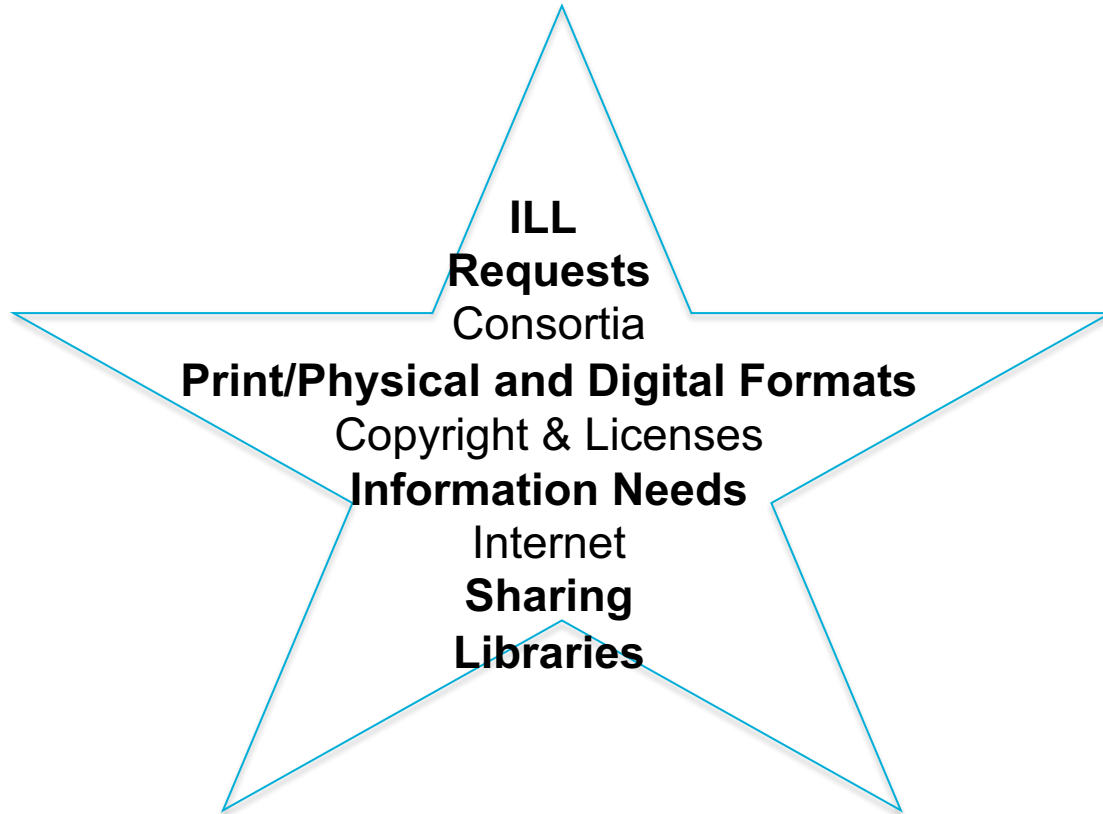 ILL
Requests
Consortia
Print/Physical and Digital Formats
Copyright & Licenses
Information Needs
Internet
Sharing
Libraries